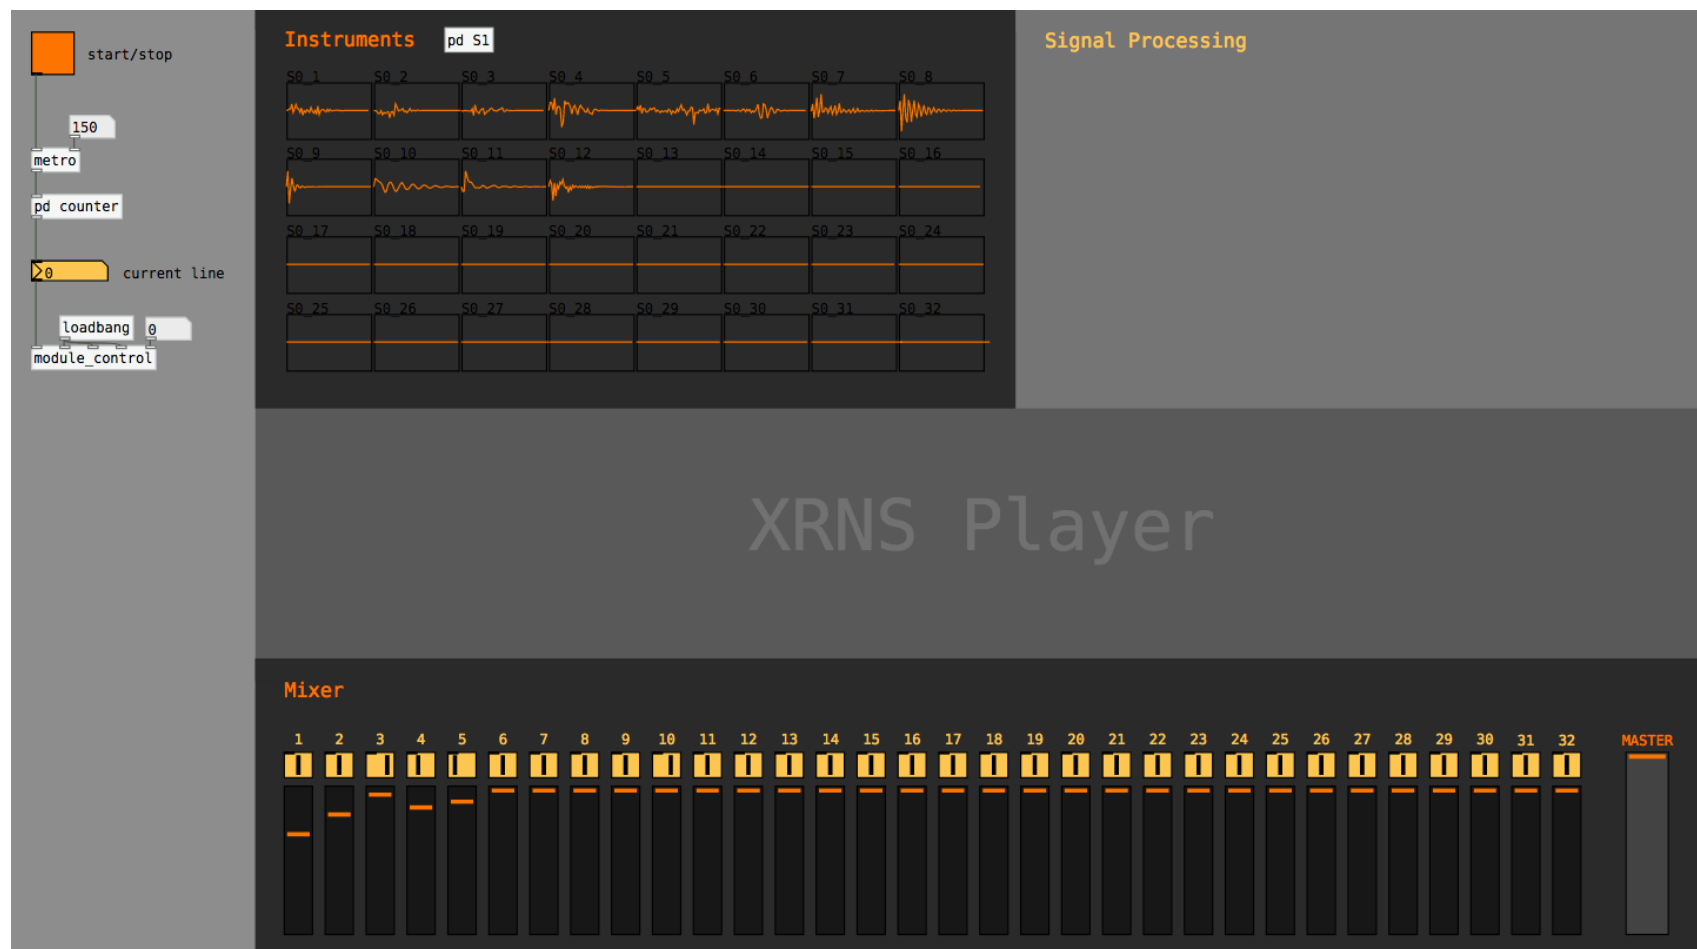 start/stop
150
metro
pd counter
0
current line
loadbang
0
module_control
Instruments
pd S1
S0_1 S0_2 S0_3 S0_4 S0_5 S0_6 S0_7 S0_8
S0_9 S0_10 S0_11 S0_12 S0_13 S0_14 S0_15 S0_16
S0_17 S0_18 S0_19 S0_20 S0_21 S0_22 S0_23 S0_24
S0_25 S0_26 S0_27 S0_28 S0_29 S0_30 S0_31 S0_32
Signal Processing
XRNS Player
Mixer
1 2 3 4 5 6 7 8 9 10 11 12 13 14 15 16 17 18 19 20 21 22 23 24 25 26 27 28 29 30 31 32 MASTER